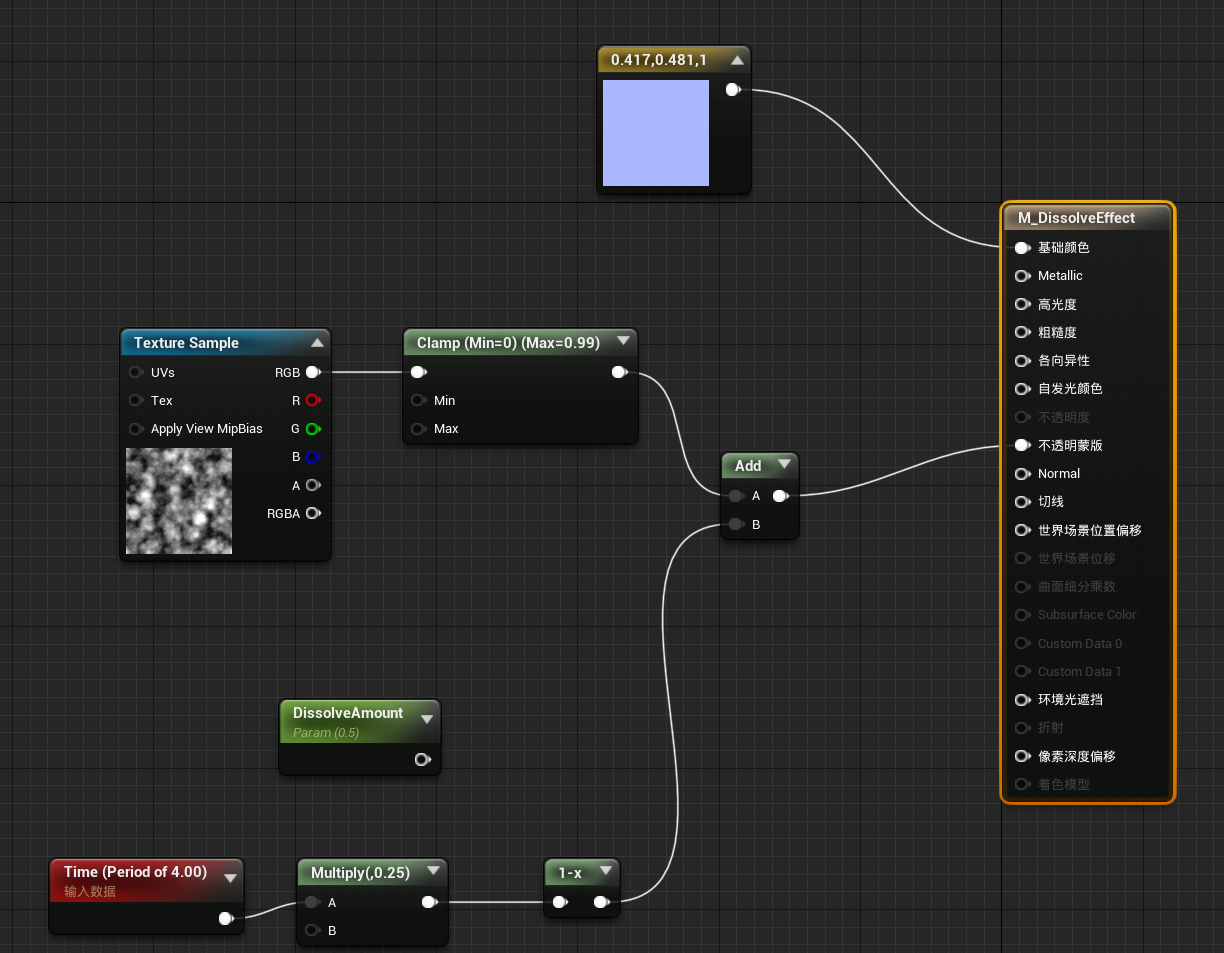 0.417,0.481,1
M_DissolveEffect
基础颜色
Metallic
高光度
粗糙度
各向异性
自发光颜色
不透明度
不透明蒙版
Normal
切线
世界场景位置偏移
世界场景位移
曲面细分乘数
Subsurface Color
Custom Data 0
Custom Data 1
环境光遮挡
折射
像素深度偏移
着色模型
Texture Sample
UVs RGB
Tex R
Apply View MipBias G
B
A
RGBA
Clamp (Min=0) (Max=0.99)
Min
Max
Add
A
B
DissolveAmount
Param (0.5)
Time (Period of 4.00)
输入数据
Multiply(,0.25)
A
B
1-x